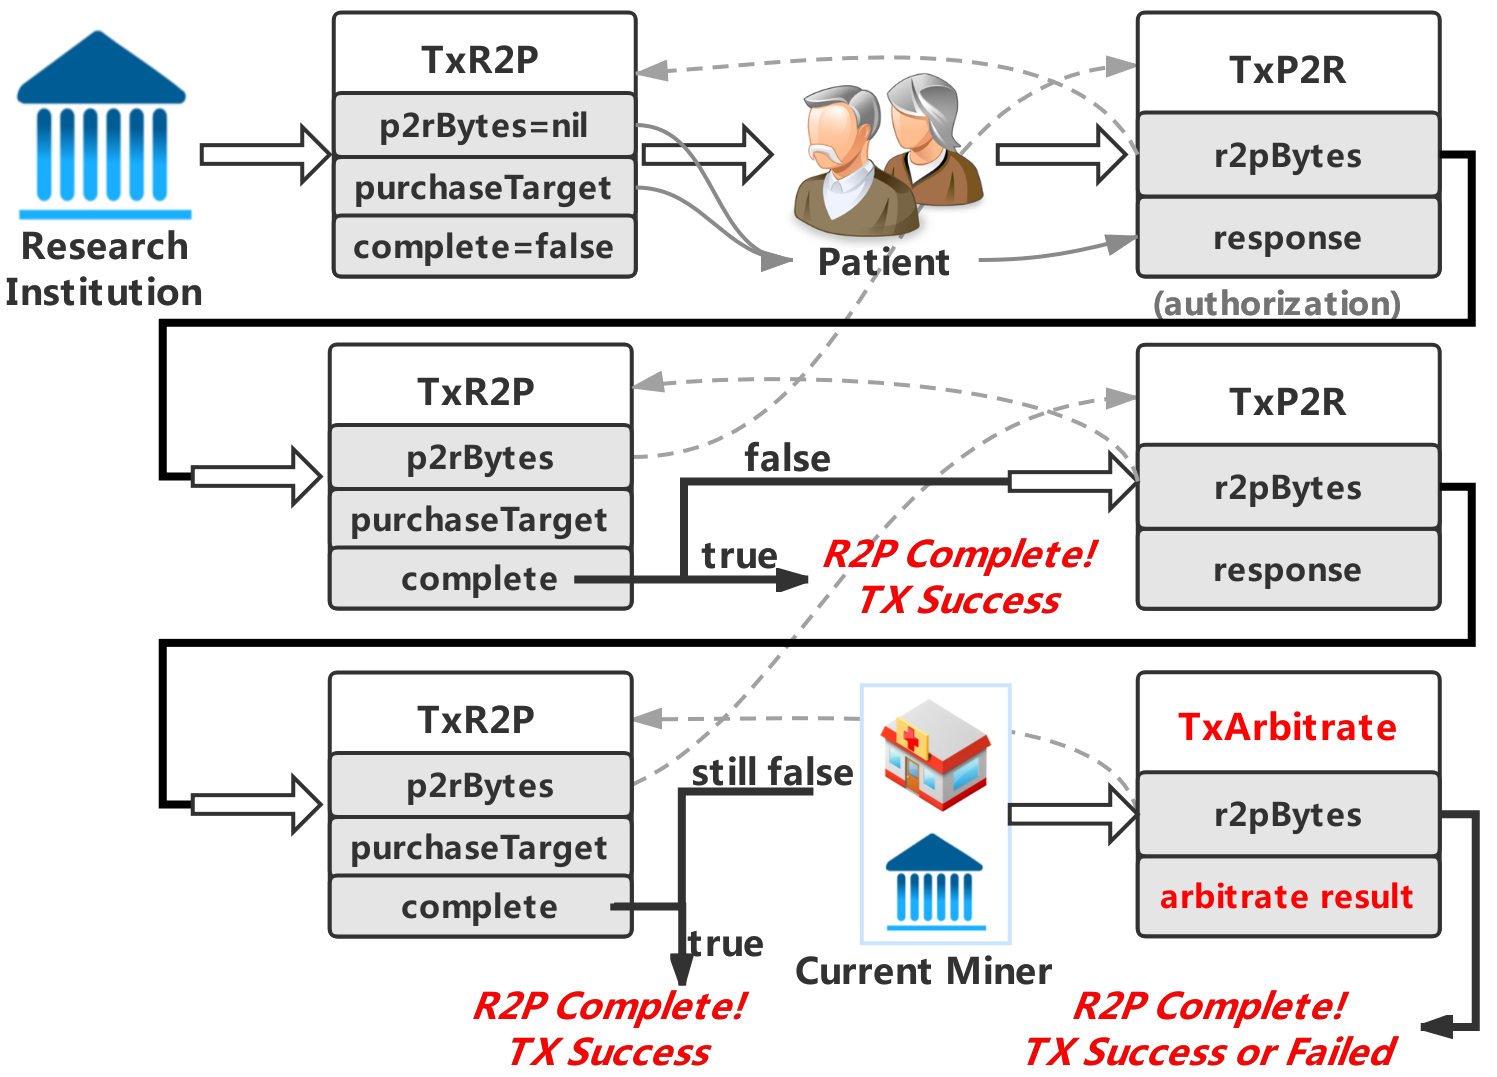 Research
Institution
TxR2P
p2rBytes=nil
purchaseTarget
complete=false
Patient
TxP2R
r2pBytes
response
(authorization)
TxR2P
p2rBytes
purchaseTarget
complete
false
true
R2P Complete!
TX Success
TxP2R
r2pBytes
response
TxR2P
p2rBytes
purchaseTarget
complete
still false
true
R2P Complete!
TX Success
Current Miner
TxArbitrate
r2pBytes
arbitrate result
R2P Complete!
TX Success or Failed